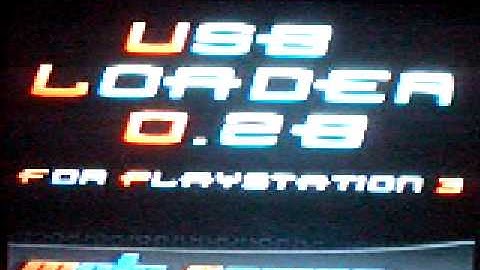 USB
LOADER
0.28
FOR PLAYSTATION 3